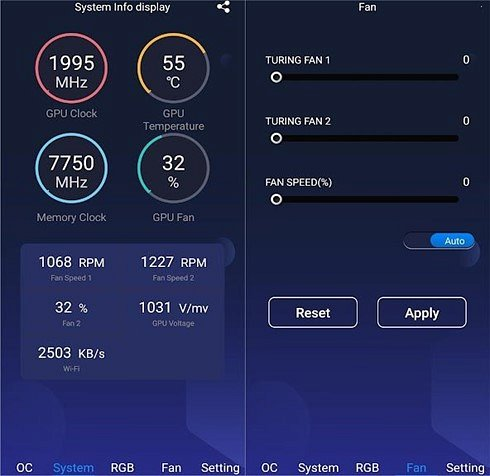 System Info display
1995
MHz
GPU Clock
55
°C
GPU
Temperature
7750
MHz
Memory Clock
32
%
GPU Fan
1068 RPM
Fan Speed 1
1227 RPM
Fan Speed 2
32 %
Fan 2
1031 V/mv
GPU Voltage
2503 KB/s
Wi-Fi
OC System RGB Fan Setting
Fan
TURING FAN 1 0
TURING FAN 2 0
FAN SPEED(%) 0
Auto
Reset Apply
OC System RGB Fan Setting